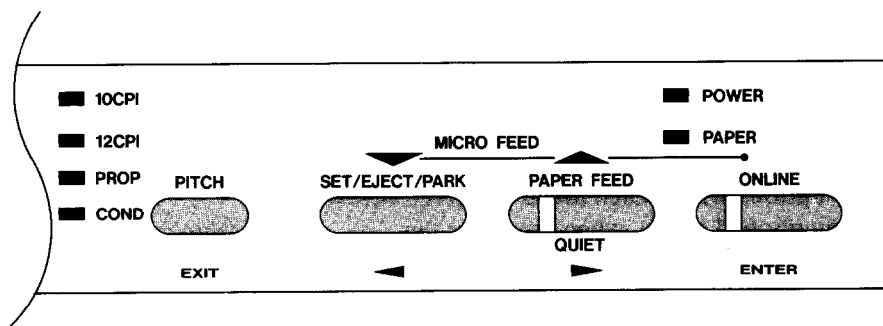 10CPI
12CPI
PROP
COND
PITCH
EXIT
MICRO FEED
SET/EJECT/PARK
PAPER FEED
QUIET
POWER
PAPER
ONLINE
ENTER